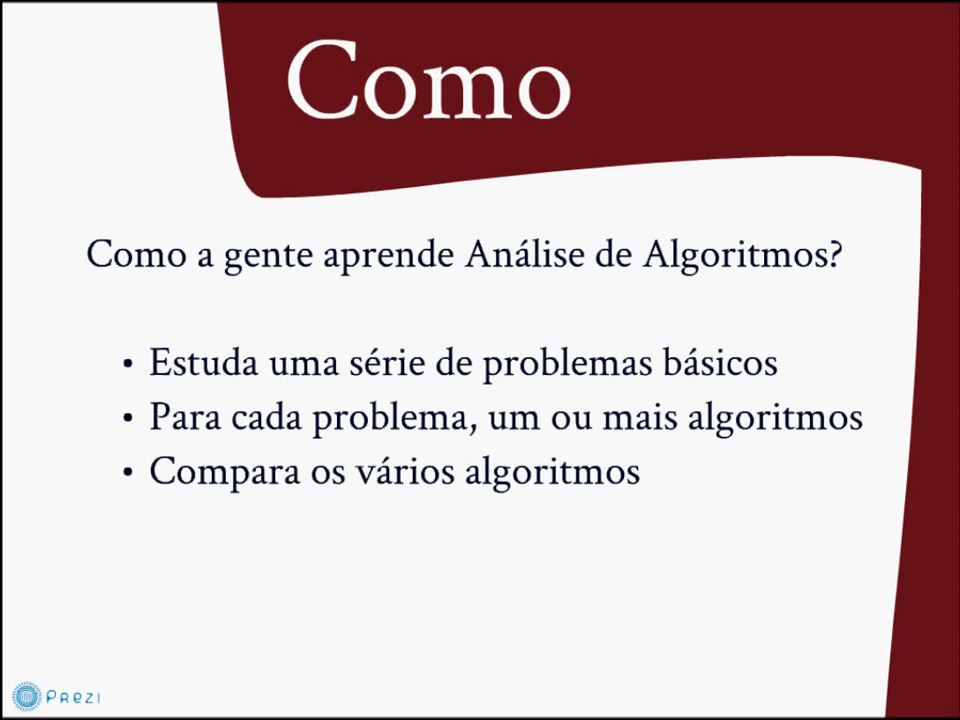 Como
Como a gente aprende Análise de Algoritmos?
• Estuda uma série de problemas básicos
• Para cada problema, um ou mais algoritmos
• Compara os vários algoritmos
Prezi